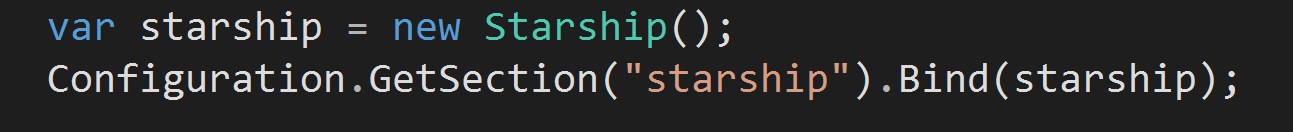 var starship = new Starship();
Configuration.GetSection("starship").Bind(starship);